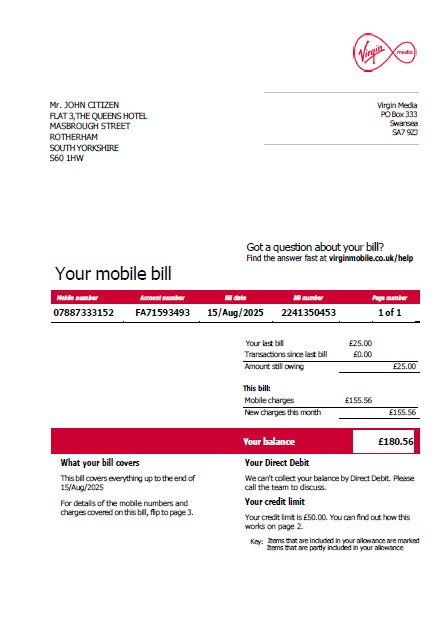 Virgin media
Mr. JOHN CITIZEN
FLAT 3,THE QUEENS HOTEL
MASBROUGH STREET
ROTHERHAM
SOUTH YORKSHIRE
S60 1HW
Virgin Media
PO Box 333
Swansea
SA7 9ZJ
Got a question about your bill?
Find the answer fast at virginmobile.co.uk/help
Your mobile bill
Mobile number Account number Bill date Bill number Page number
07887333152 FA71593493 15/Aug/2025 2241350453 1 of 1
Your last bill £25.00
Transactions since last bill £0.00
Amount still owing £25.00
This bill:
Mobile charges £155.56
New charges this month £155.56
Your balance £180.56
What your bill covers
This bill covers everything up to the end of
15/Aug/2025
For details of the mobile numbers and
charges covered on this bill, flip to page 3.
Your Direct Debit
We can't collect your balance by Direct Debit. Please
call the team to discuss.
Your credit limit
Your credit limit is £50.00. You can find out how this
works on page 2.
Key: Items that are included in your allowance are marked
Items that are partly included in your allowance